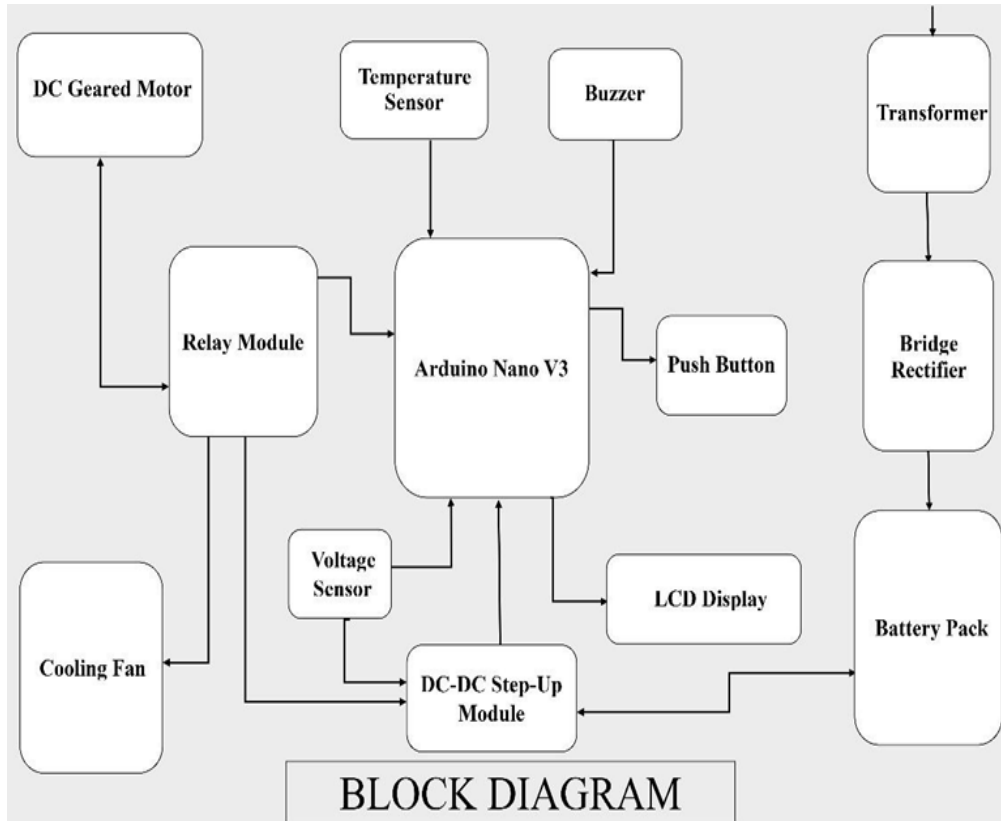 DC Geared Motor
Temperature
Sensor
Buzzer
Transformer
Relay Module
Arduino Nano V3
Push Button
Bridge
Rectifier
Voltage
Sensor
LCD Display
Battery Pack
Cooling Fan
DC-DC Step-Up
Module
BLOCK DIAGRAM